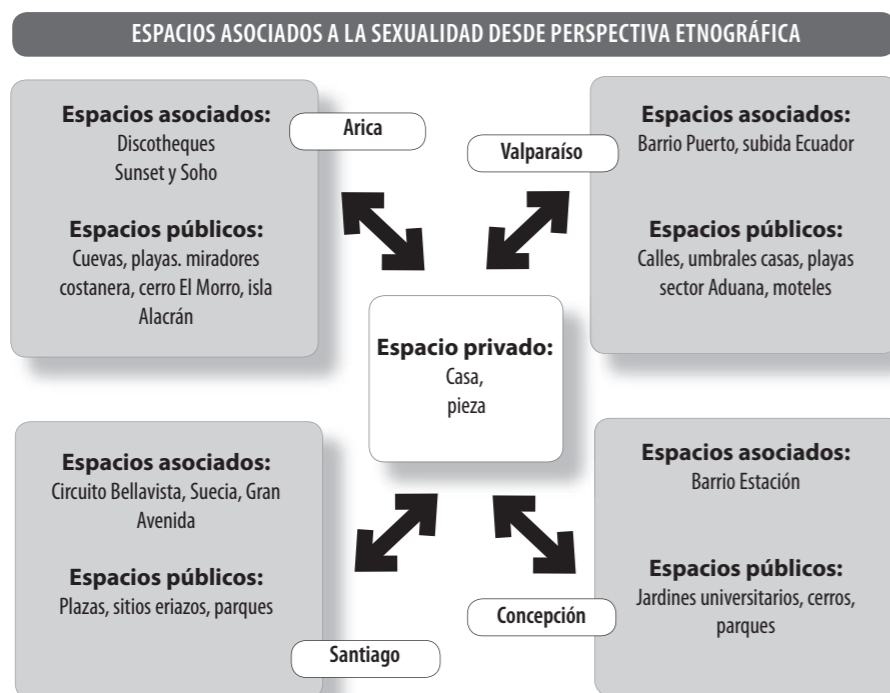 ESPACIOS ASOCIADOS A LA SEXUALIDAD DESDE PERSPECTIVA ETNOGRÁFICA
Espacios asociados:
Discotheques
Sunset y Soho
Espacios públicos:
Cuevas, playas. miradores
costanera, cerro El Morro, isla
Alacrán
Arica
Valparaíso
Espacios asociados:
Barrio Puerto, subida Ecuador
Espacios públicos:
Calles, umbrales casas, playas
sector Aduana, moteles
Espacio privado:
Casa,
pieza
Espacios asociados:
Circuito Bellavista, Suecia, Gran
Avenida
Espacios públicos:
Plazas, sitios eriazos, parques
Santiago
Concepción
Espacios asociados:
Barrio Estación
Espacios públicos:
Jardines universitarios, cerros,
parques